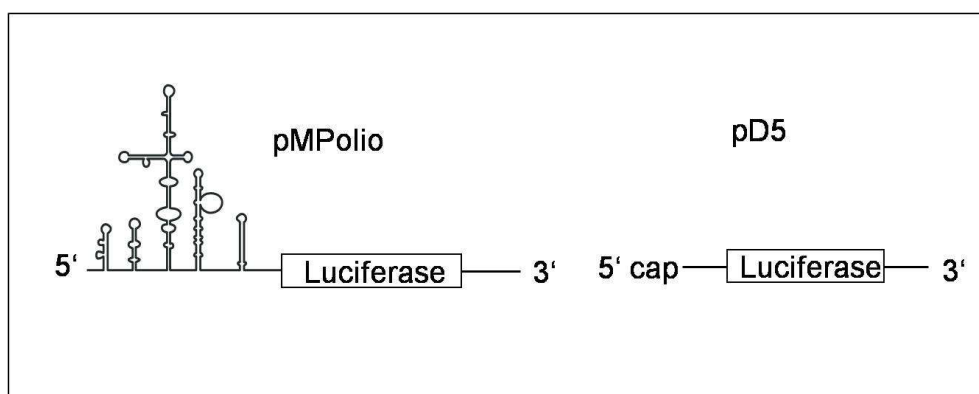 pMPolio
pD5
5‘ Luciferase 3‘
5‘ cap Luciferase 3‘